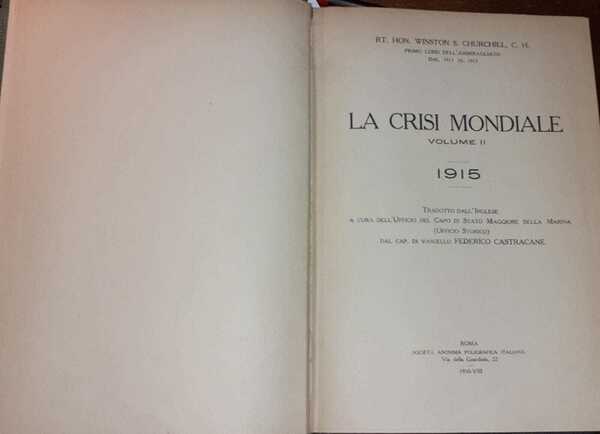 RT. HON. WINSTON S. CHURCHILL, C. H.
PRIMO LORD DELL'AMMIRAGLIATO
DAL 1911 AL 1915
LA CRISI MONDIALE
VOLUME II
1915
TRADOTTO DALL'INGLESE
A CURA DELL'UFFICIO DEL CAPO DI STATO MAGGIORE DELLA MARINA
(UFFICIO STORICO)
DAL CAP. DI VASCELLO FEDERICO CASTRACANE.
ROMA
SOCIETÀ ANONIMA POLIGRAFICA ITALIANA
Via della Guardiola, 22
1930-VIII